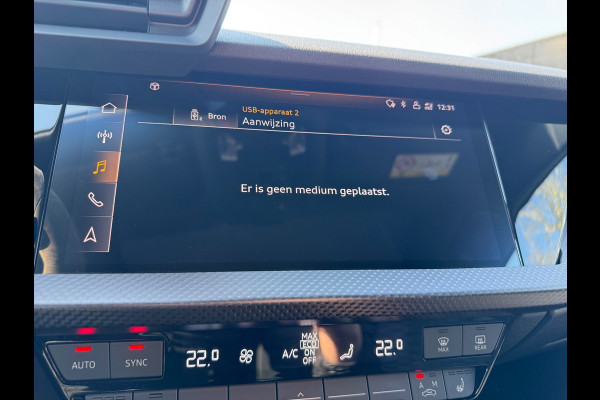 12:31
USB-apparaat 2
Bron
Aanwijzing
Er is geen medium geplaatst.
AUTO
SYNC
22.0
A/C
MAX
ECO
ON
OFF
22.0
MAX
REAR
A M